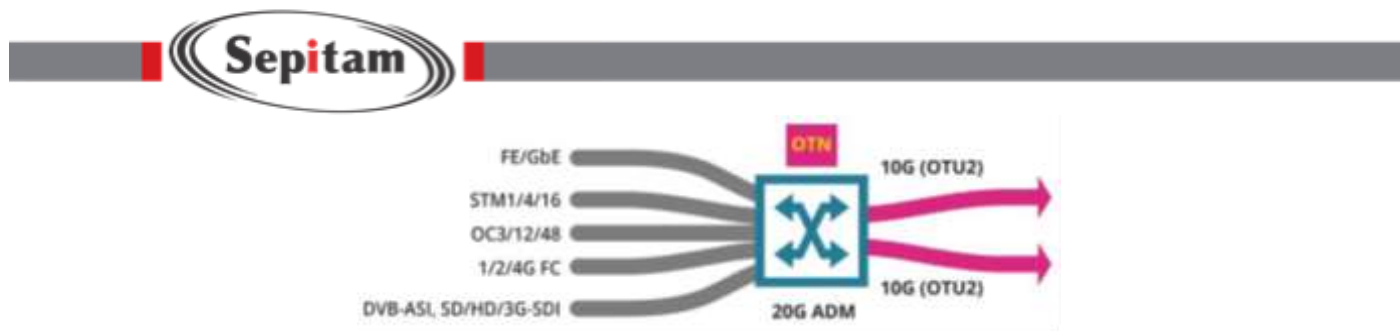 Sepitam
OTN
FE/GbE
10G (OTU2)
STM1/4/16
OC3/12/48
1/2/4G FC
10G (OTU2)
DVB-ASI, SD/HD/3G-SDI
20G ADM